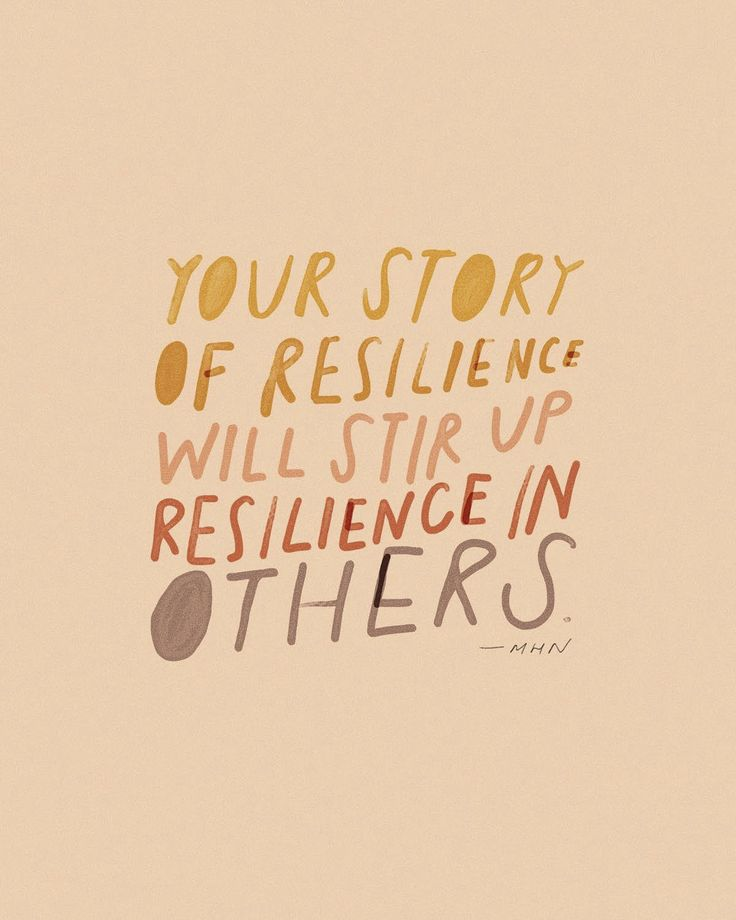 YOUR STORY
OF RESILIENCE
WILL STIR UP
RESILIENCE IN
OTHERS.
—MHN